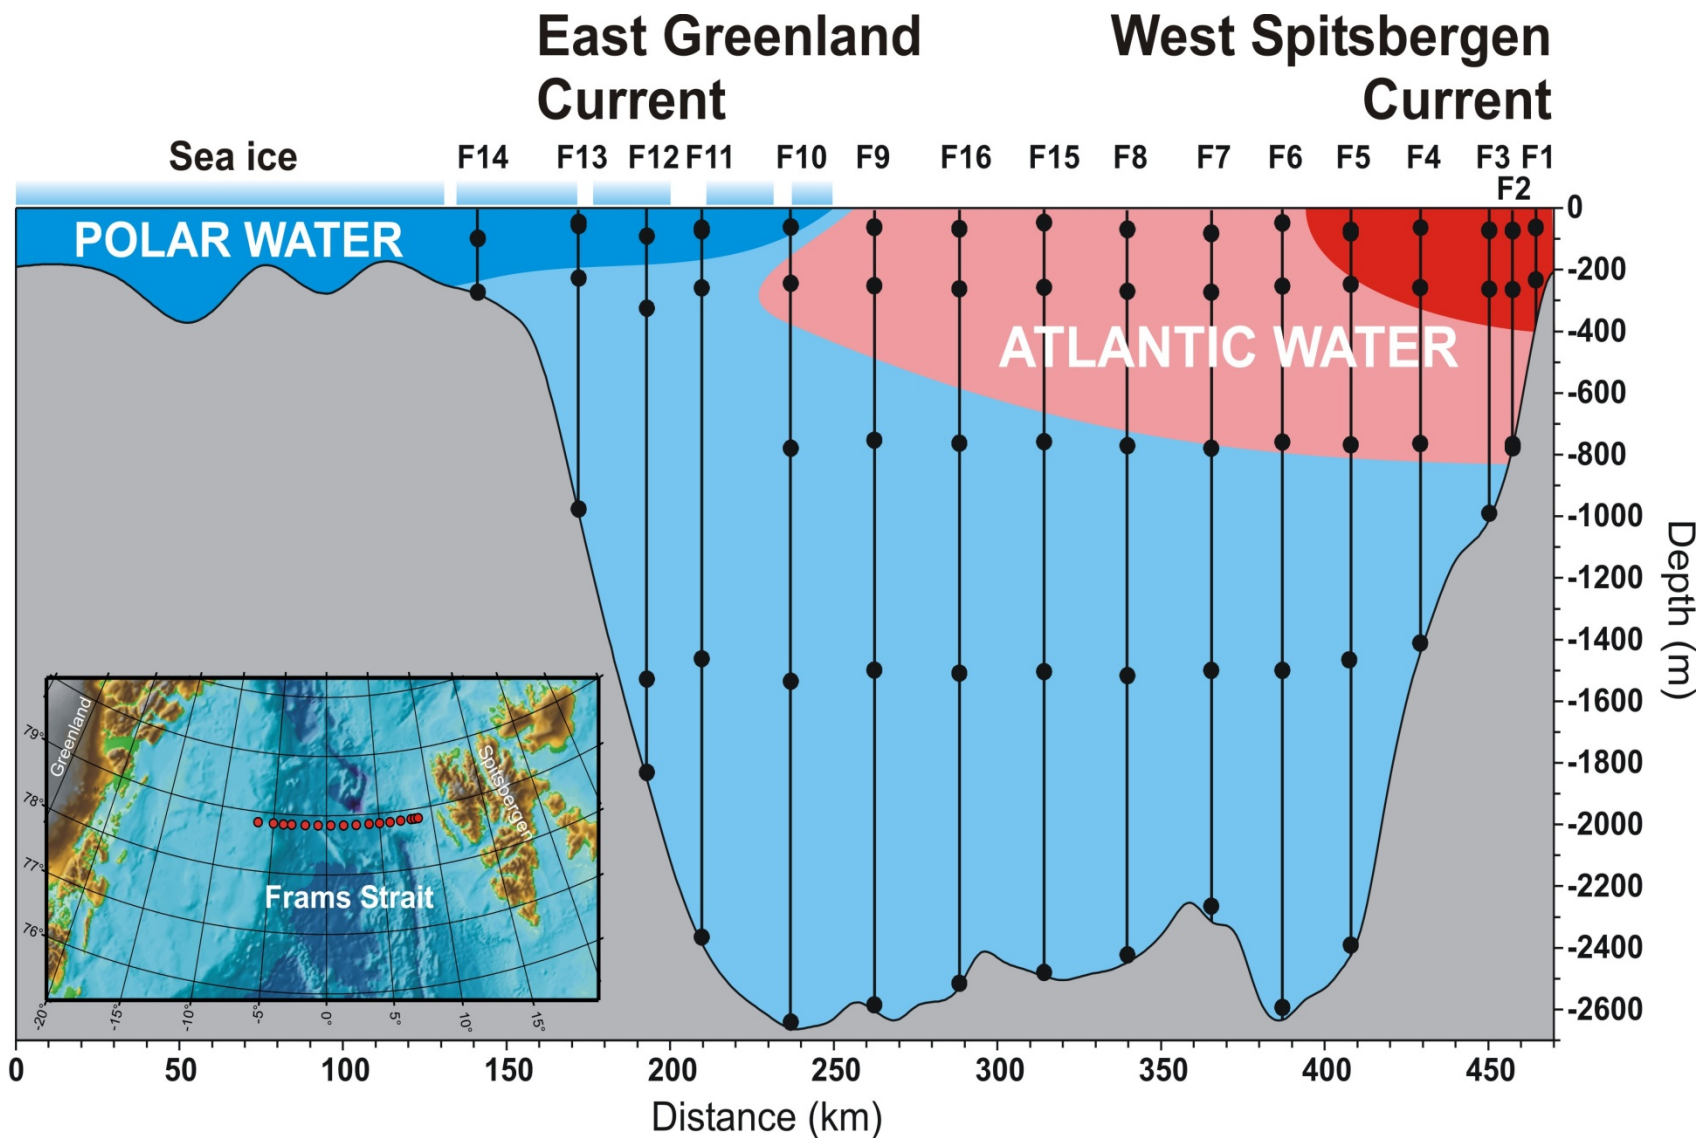 East Greenland
Current
West Spitsbergen
Current
Sea ice
F14 F13 F12 F11 F10 F9 F16 F15 F8 F7 F6 F5 F4 F3 F1
F2
POLAR WATER
ATLANTIC WATER
0
-200
-400
-600
-800
-1000
-1200
-1400
-1600
-1800
-2000
-2200
-2400
-2600
Depth (m)
Greenland
Spitsbergen
Frams Strait
79°
78°
77°
76°
-20° -15° -10° -5° 0° 5° 10° 15°
0 50 100 150 200 250 300 350 400 450
Distance (km)